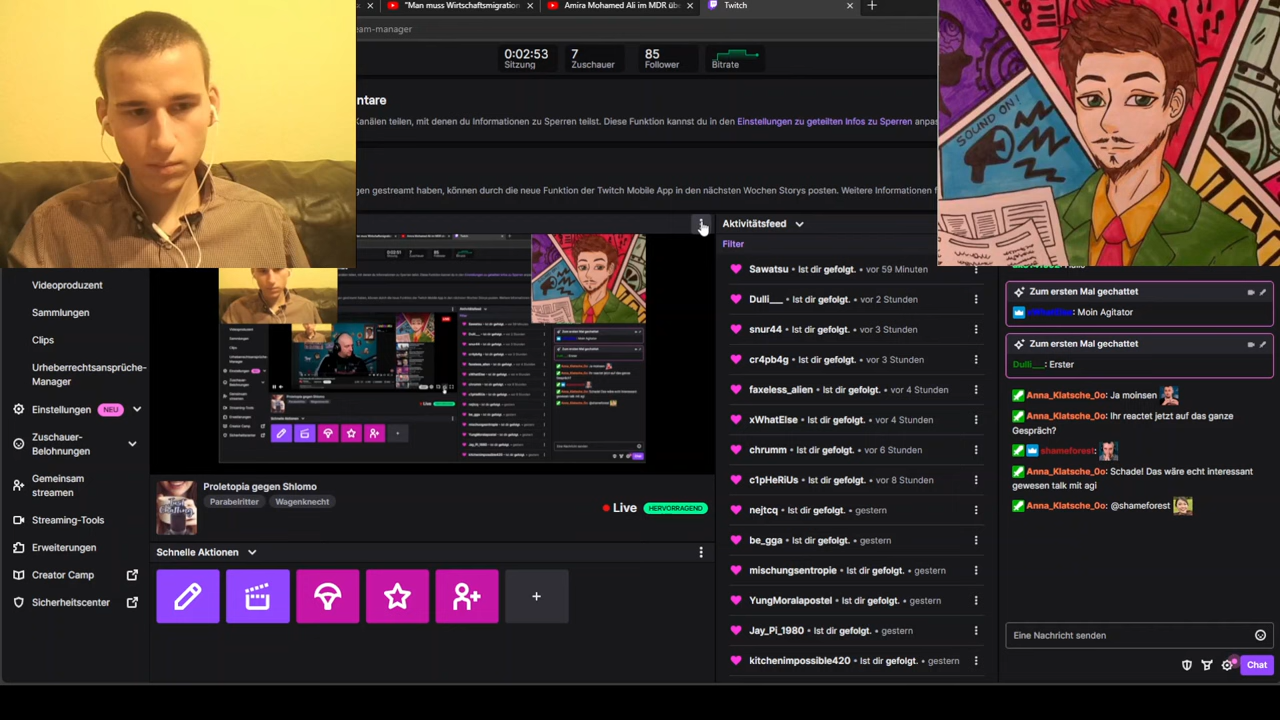 "Man muss Wirtschaftsmigration
Amira Mohamed Ali im MDR übe
Twitch
eam-manager
0:02:53
Sitzung
7
Zuschauer
85
Follower
Bitrate
ntare
Kanälen teilen, mit denen du Informationen zu Sperren teilst. Diese Funktion kannst du in den Einstellungen zu geteilten Infos zu Sperren anpas
gen gestreamt haben, können durch die neue Funktion der Twitch Mobile App in den nächsten Wochen Storys posten. Weitere Informationen f
SOUND ON!
Videoproduzent
Sammlungen
Clips
Urheberrechtsansprüche-
Manager
Einstellungen NEU
Zuschauer-
Belohnungen
Gemeinsam
streamen
Streaming-Tools
Erweiterungen
Creator Camp
Sicherheitscenter
Proletopia gegen Shlomo
Parabelritter
Wagenknecht
Live
HERVORRAGEND
Schnelle Aktionen
Aktivitätsfeed
Filter
Sawatsu • Ist dir gefolgt. • vor 59 Minuten
Dulli___ • Ist dir gefolgt. • vor 2 Stunden
snur44 • Ist dir gefolgt. • vor 3 Stunden
cr4pb4g • Ist dir gefolgt. • vor 3 Stunden
faxeless_alien • Ist dir gefolgt. • vor 4 Stunden
xWhatElse • Ist dir gefolgt. • vor 4 Stunden
chrumm • Ist dir gefolgt. • vor 6 Stunden
c1pHeRiUs • Ist dir gefolgt. • vor 8 Stunden
nejtcq • Ist dir gefolgt. • gestern
be_gga • Ist dir gefolgt. • gestern
mischungsentropie • Ist dir gefolgt. • gestern
YungMoralapostel • Ist dir gefolgt. • gestern
Jay_Pi_1980 • Ist dir gefolgt. • gestern
kitchenimpossible420 • Ist dir gefolgt. • gestern
Zum ersten Mal gechattet
xWhatElse: Moin Agitator
Zum ersten Mal gechattet
Dulli___: Erster
Anna_Klatsche_0o: Ja moinsen
Anna_Klatsche_0o: Ihr reactet jetzt auf das ganze
Gespräch?
shameforest:
Anna_Klatsche_0o: Schade! Das wäre echt interessant
gewesen talk mit agi
Anna_Klatsche_0o: @shameforest
Eine Nachricht senden
Chat